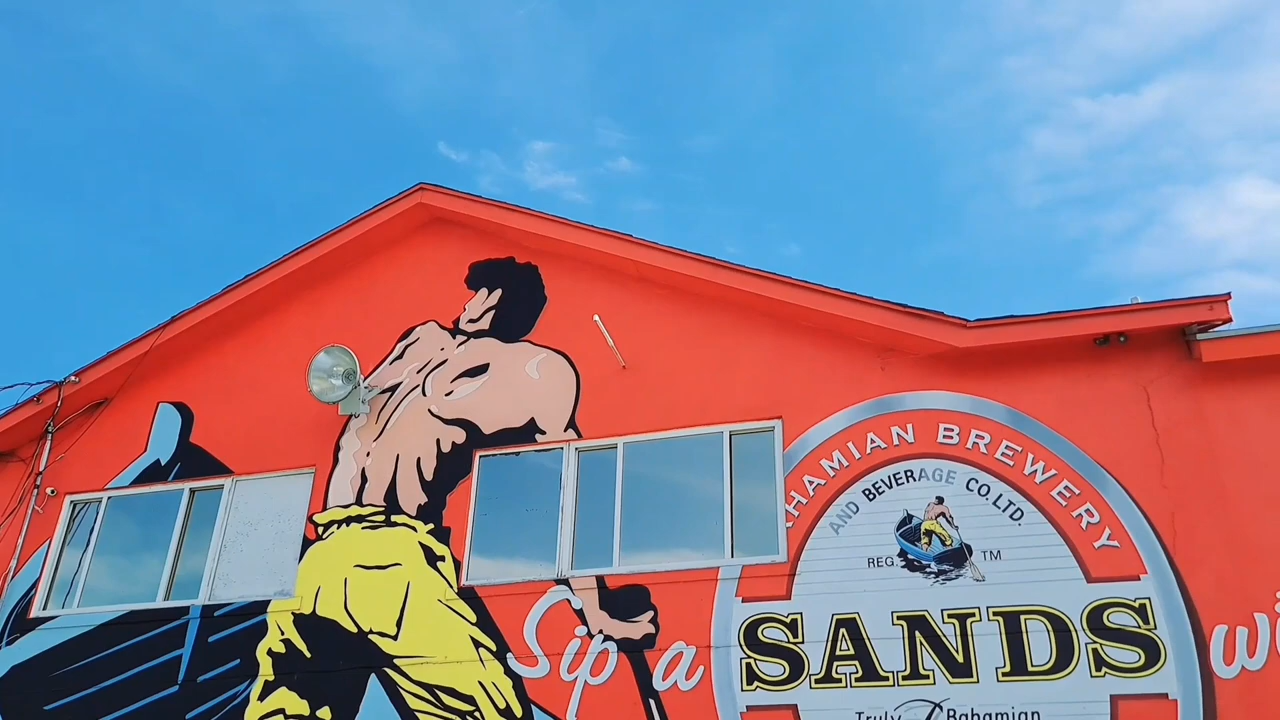 HAMIAN BREWERY
AND BEVERAGE CO. LTD.
REG. TM
SANDS
Sip a
Truly Bahamian